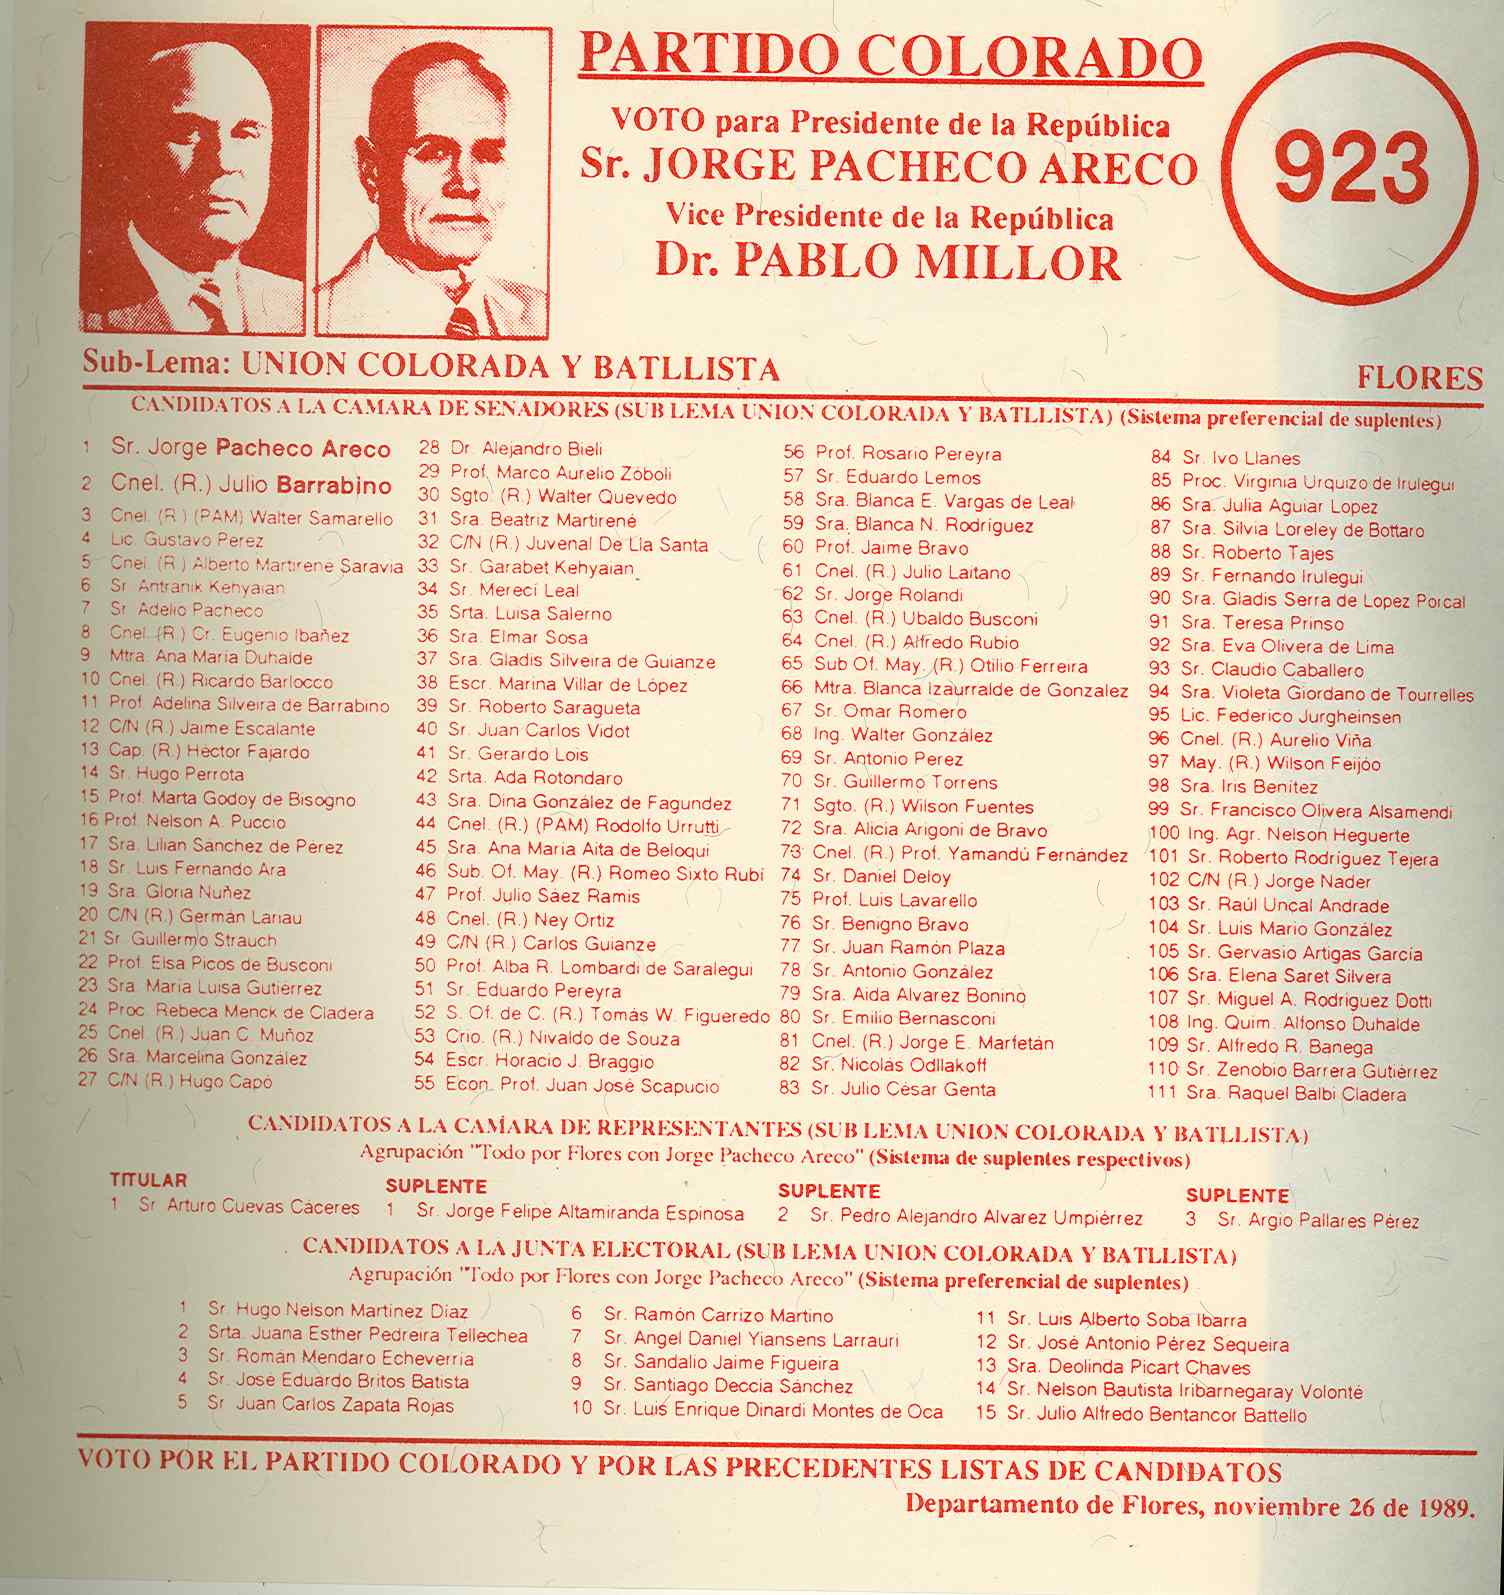 PARTIDO COLORADO
VOTO para Presidente de la República
Sr. JORGE PACHECO ARECO
Vice Presidente de la República
Dr. PABLO MILLOR
923
Sub-Lema: UNION COLORADA Y BATLLISTA
FLORES
CANDIDATOS A LA CAMARA DE SENADORES (SUB LEMA UNION COLORADA Y BATLLISTA) (Sistema preferencial de suplentes)
1 Sr. Jorge Pacheco Areco
2 Cnel. (R.) Julio Barrabino
3 Cnel. (R.) (PAM) Walter Samarello
4 Lic. Gustavo Perez
5 Cnel. (R.) Alberto Martirené Saravia
6 Sr. Antranik Kehyaian
7 Sr. Adelio Pacheco
8 Cnel. (R.) Cr. Eugenio Ibañez
9 Mtra. Ana María Duhalde
10 Cnel. (R.) Ricardo Barlocco
11 Prof. Adelina Silveira de Barrabino
12 C/N (R.) Jaime Escalante
13 Cap. (R.) Héctor Fajardo
14 Sr. Hugo Perrota
15 Prof. Marta Godoy de Bisogno
16 Prof. Nelson A. Puccio
17 Sra. Lilian Sánchez de Pérez
18 Sr. Luis Fernando Ara
19 Sra. Gloria Nuñez
20 C/N (R.) Germán Lariau
21 Sr. Guillermo Strauch
22 Prof. Elsa Picos de Busconi
23 Sra. María Luisa Gutiérrez
24 Proc. Rebeca Menck de Cladera
25 Cnel. (R.) Juan C. Muñoz
26 Sra. Marcelina González
27 C/N (R.) Hugo Capó
28 Dr. Alejandro Bieli
29 Prof. Marco Aurelio Zóboli
30 Sgto. (R.) Walter Quevedo
31 Sra. Beatriz Martirené
32 C/N (R.) Juvenal De Lia Santa
33 Sr. Garabet Kehyaian
34 Sr. Merecí Leal
35 Srta. Luisa Salerno
36 Sra. Elmar Sosa
37 Sra. Gladis Silveira de Guianze
38 Escr. Marina Villar de López
39 Sr. Roberto Saragueta
40 Sr. Juan Carlos Vidot
41 Sr. Gerardo Lois
42 Srta. Ada Rotondaro
43 Sra. Dina González de Fagundez
44 Cnel. (R.) (PAM) Rodolfo Urrutti
45 Sra. Ana María Aita de Beloqui
46 Sub. Of. May. (R.) Romeo Sixto Rubí
47 Prof. Julio Sáez Ramis
48 Cnel. (R.) Ney Ortiz
49 C/N (R.) Carlos Guianze
50 Prof. Alba R. Lombardi de Saralegui
51 Sr. Eduardo Pereyra
52 S. Of. de C. (R.) Tomás W. Figueredo
53 Crio. (R.) Nivaldo de Souza
54 Escr. Horacio J. Braggio
55 Econ. Prof. Juan José Scapucio
56 Prof. Rosario Pereyra
57 Sr. Eduardo Lemos
58 Sra. Blanca E. Vargas de Leal
59 Sra. Blanca N. Rodríguez
60 Prof. Jaime Bravo
61 Cnel. (R.) Julio Laitano
62 Sr. Jorge Rolandi
63 Cnel. (R.) Ubaldo Busconi
64 Cnel. (R.) Alfredo Rubio
65 Sub Of. May. (R.) Otilio Ferreira
66 Mtra. Blanca Izaurralde de Gonzalez
67 Sr. Omar Romero
68 Ing. Walter González
69 Sr. Antonio Perez
70 Sr. Guillermo Torrens
71 Sgto. (R.) Wilson Fuentes
72 Sra. Alicia Arigoni de Bravo
73 Cnel. (R.) Prof. Yamandú Fernández
74 Sr. Daniel Deloy
75 Prof. Luis Lavarello
76 Sr. Benigno Bravo
77 Sr. Juan Ramón Plaza
78 Sr. Antonio González
79 Sra. Aida Alvarez Bonino
80 Sr. Emilio Bernasconi
81 Cnel. (R.) Jorge E. Marfetán
82 Sr. Nicolás Odllakoff
83 Sr. Julio César Genta
84 Sr. Ivo Llanes
85 Proc. Virginia Urquizo de Irulegui
86 Sra. Julia Aguiar Lopez
87 Sra. Silvia Loreley de Bottaro
88 Sr. Roberto Tajes
89 Sr. Fernando Irulegui
90 Sra. Gladis Serra de Lopez Porcal
91 Sra. Teresa Prinso
92 Sra. Eva Olivera de Lima
93 Sr. Claudio Caballero
94 Sra. Violeta Giordano de Tourrelles
95 Lic. Federico Jurgheinsen
96 Cnel. (R.) Aurelio Viña
97 May. (R.) Wilson Feijóo
98 Sra. Iris Benítez
99 Sr. Francisco Olivera Alsamendi
100 Ing. Agr. Nelson Heguerte
101 Sr. Roberto Rodríguez Tejera
102 C/N (R.) Jorge Nader
103 Sr. Raúl Uncal Andrade
104 Sr. Luis Mario González
105 Sr. Gervasio Artigas García
106 Sra. Elena Saret Silvera
107 Sr. Miguel A. Rodríguez Dotti
108 Ing. Quim. Alfonso Duhalde
109 Sr. Alfredo R. Banega
110 Sr. Zenobio Barrera Gutiérrez
111 Sra. Raquel Balbi Cladera
CANDIDATOS A LA CAMARA DE REPRESENTANTES (SUB LEMA UNION COLORADA Y BATLLISTA)
Agrupación "Todo por Flores con Jorge Pacheco Areco" (Sistema de suplentes respectivos)
TITULAR
1 Sr. Arturo Cuevas Cáceres
SUPLENTE
1 Sr. Jorge Felipe Altamiranda Espinosa
SUPLENTE
2 Sr. Pedro Alejandro Alvarez Umpiérrez
SUPLENTE
3 Sr. Argio Pallares Pérez
CANDIDATOS A LA JUNTA ELECTORAL (SUB LEMA UNION COLORADA Y BATLLISTA)
Agrupación "Todo por Flores con Jorge Pacheco Areco" (Sistema preferencial de suplentes)
1 Sr. Hugo Nelson Martínez Díaz
2 Srta. Juana Esther Pedreira Tellechea
3 Sr. Román Mendaro Echeverría
4 Sr. José Eduardo Britos Batista
5 Sr. Juan Carlos Zapata Rojas
6 Sr. Ramón Carrizo Martino
7 Sr. Angel Daniel Yiansens Larrauri
8 Sr. Sandalio Jaime Figueira
9 Sr. Santiago Deccia Sánchez
10 Sr. Luis Enrique Dinardi Montes de Oca
11 Sr. Luis Alberto Soba Ibarra
12 Sr. José Antonio Pérez Sequeira
13 Sra. Deolinda Picart Chaves
14 Sr. Nelson Bautista Iribarnegaray Volonté
15 Sr. Julio Alfredo Bentancor Battello
VOTO POR EL PARTIDO COLORADO Y POR LAS PRECEDENTES LISTAS DE CANDIDATOS
Departamento de Flores, noviembre 26 de 1989.